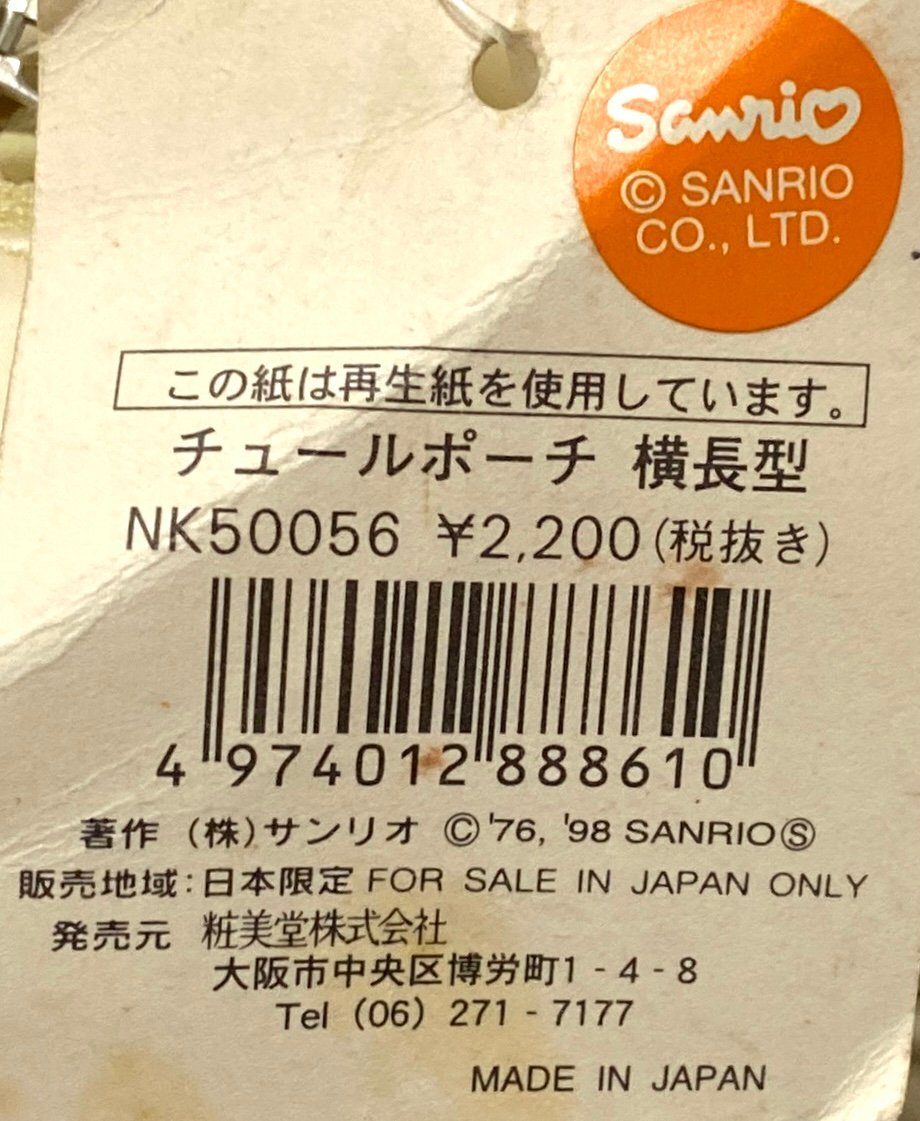 Sanrio
© SANRIO
CO., LTD.
この紙は再生紙を使用しています。
チュールポーチ 横長型
NK50056 ¥2,200(税抜き)
4 974012 888610
著作 (株)サンリオ ©'76, '98 SANRIOⓈ
販売地域:日本限定 FOR SALE IN JAPAN ONLY
発売元 粧美堂株式会社
大阪市中央区博労町1-4-8
Tel (06) 271-7177
MADE IN JAPAN